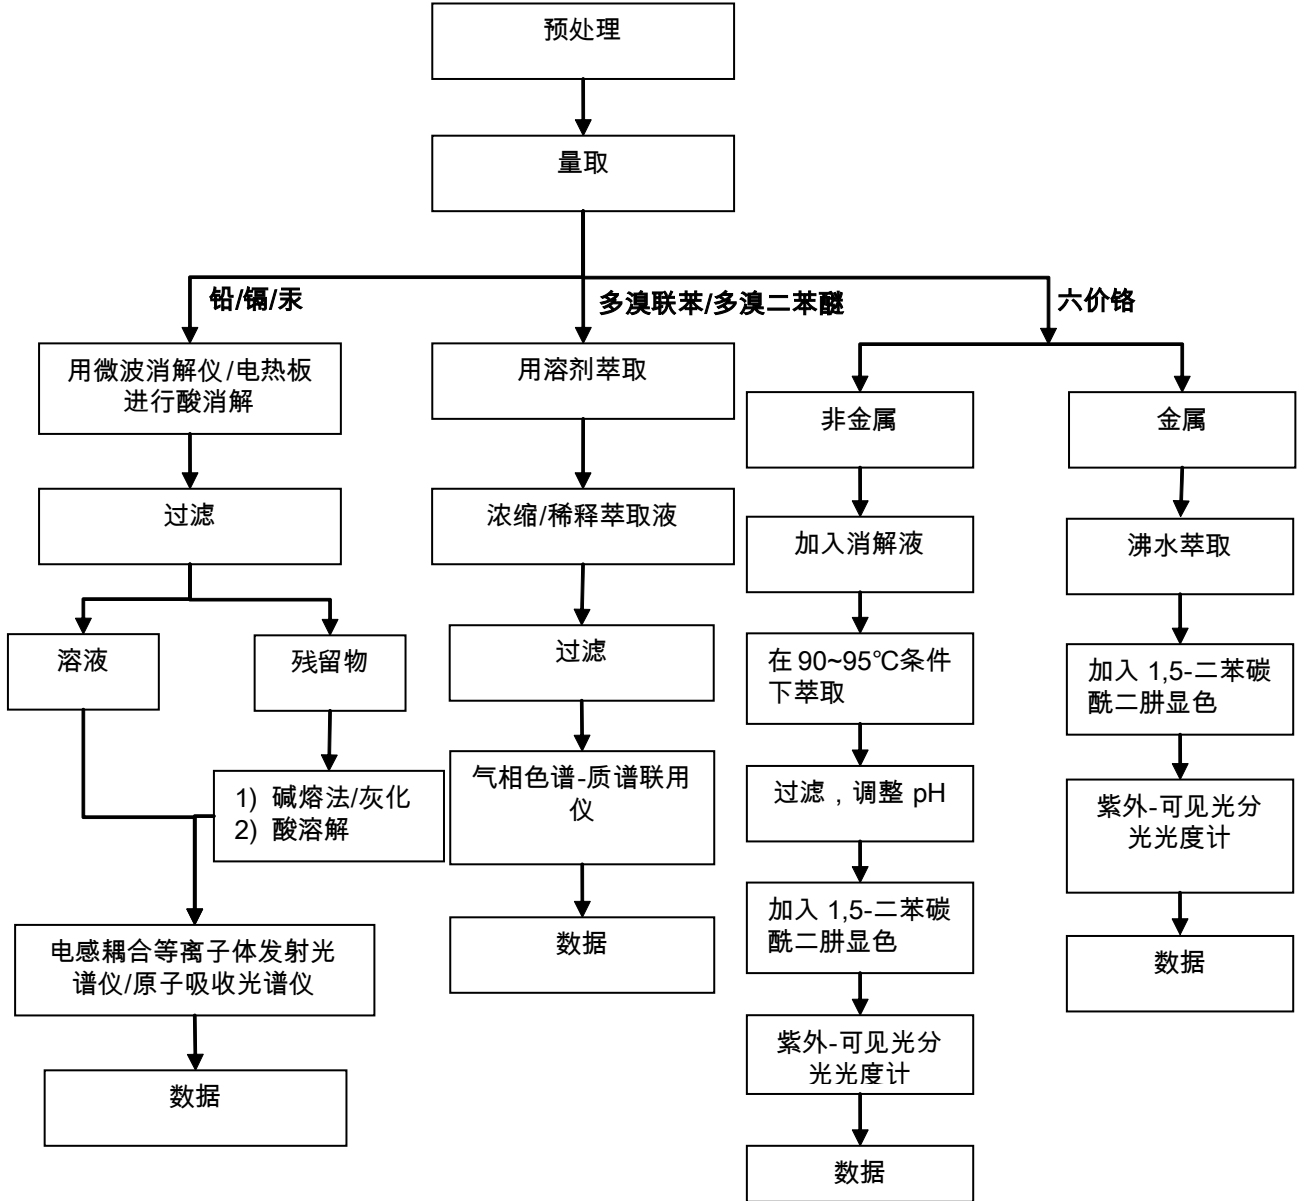 预处理
量取
铅/镉/汞
多溴联苯/多溴二苯醚
六价铬
用微波消解仪/电热板
进行酸消解
过滤
溶液
残留物
1) 碱熔法/灰化
2) 酸溶解
电感耦合等离子体发射光
谱仪/原子吸收光谱仪
数据
用溶剂萃取
浓缩/稀释萃取液
过滤
气相色谱-质谱联用
仪
数据
非金属
加入消解液
在 90~95℃条件
下萃取
过滤，调整 pH
加入 1,5-二苯碳
酰二肼显色
紫外-可见光分
光光度计
数据
金属
沸水萃取
加入 1,5-二苯碳
酰二肼显色
紫外-可见光分
光光度计
数据